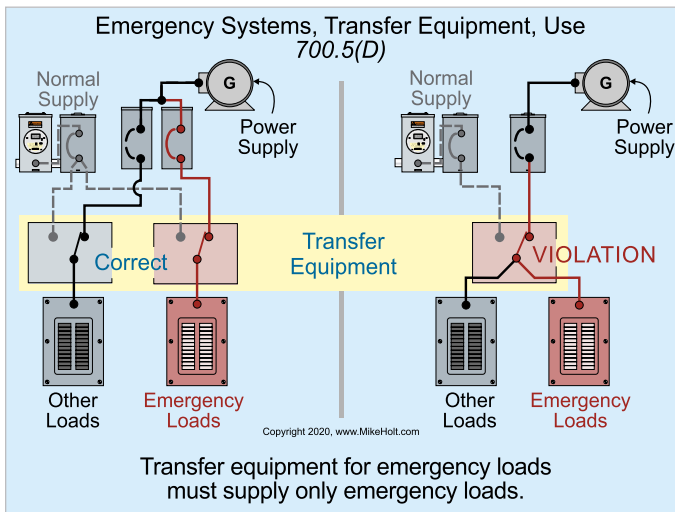 Emergency Systems, Transfer Equipment, Use
700.5(D)
Normal
Supply
G
Power
Supply
Normal
Supply
G
Power
Supply
Correct
Transfer
Equipment
VIOLATION
Other
Loads
Emergency
Loads
Other
Loads
Emergency
Loads
Copyright 2020, www.MikeHolt.com
Transfer equipment for emergency loads
must supply only emergency loads.